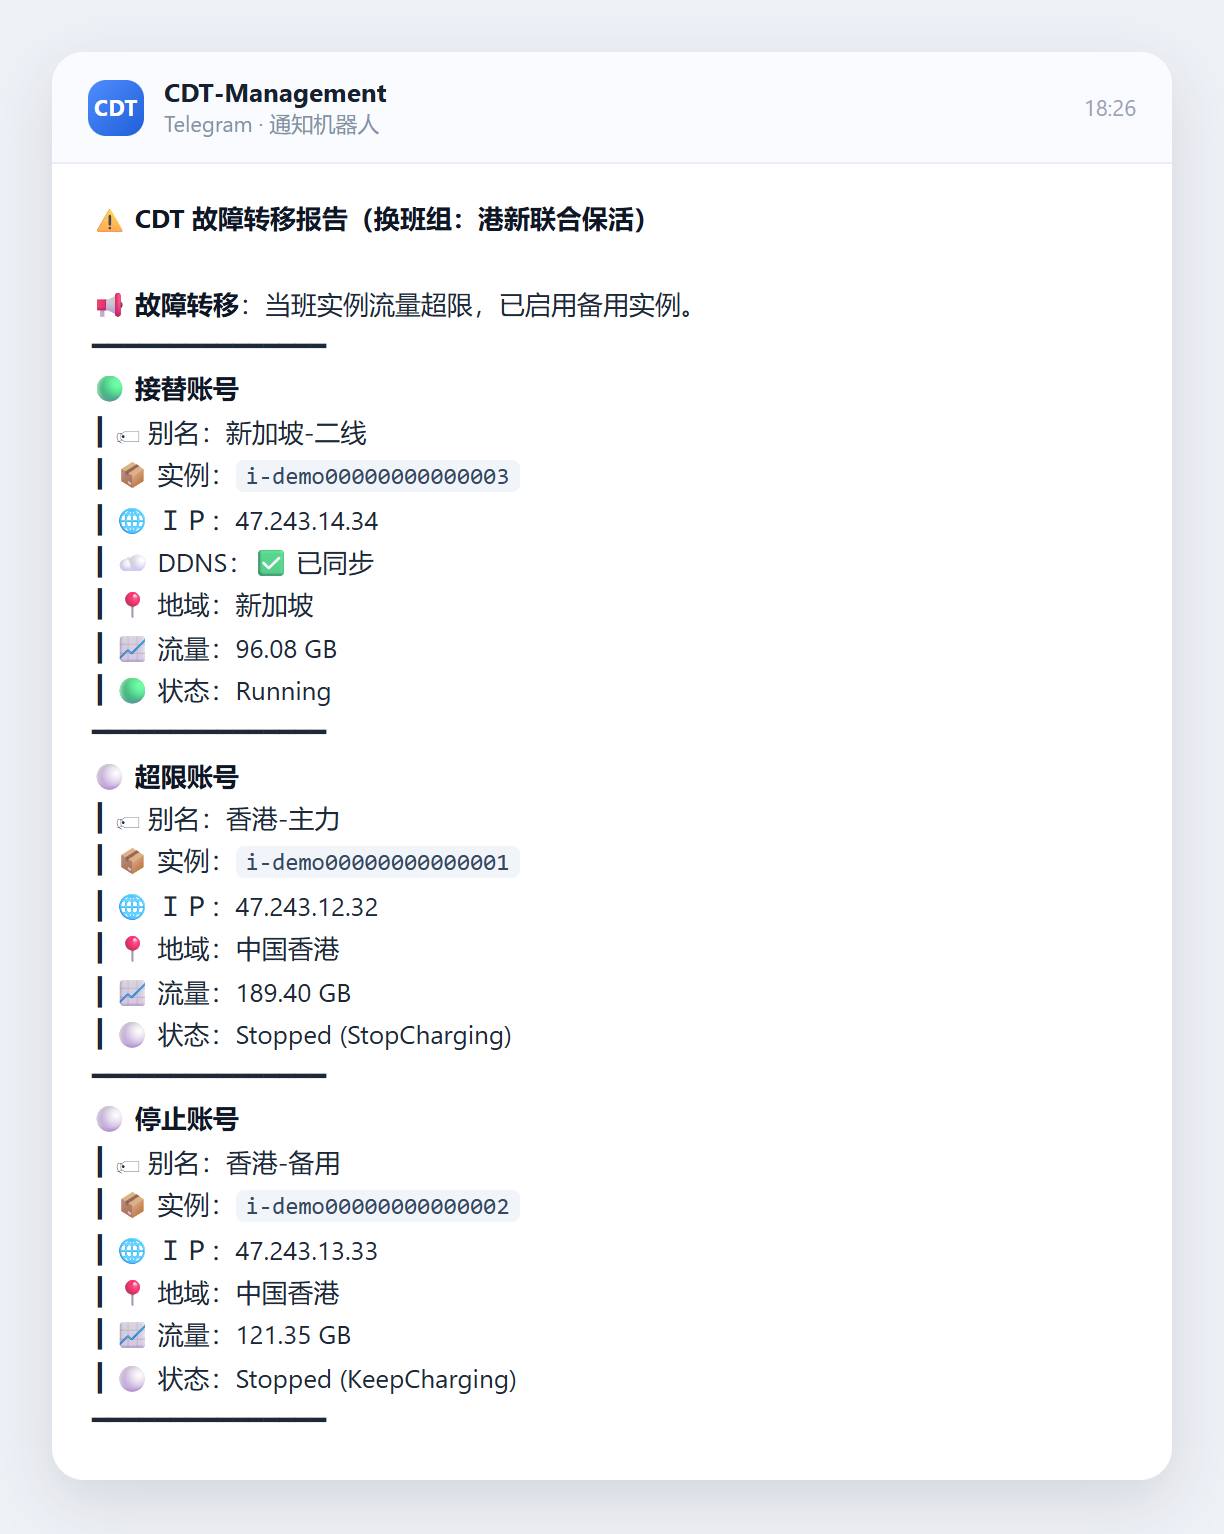 CDT
CDT-Management
Telegram · 通知机器人
18:26
⚠️ CDT 故障转移报告（换班组：港新联合保活）
📢 故障转移：当班实例流量超限，已启用备用实例。
━━━━━━━━━━━━━━━
🟢 接替账号
┃ 🏷 别名：新加坡-二线
┃ 📦 实例：i-demo00000000000003
┃ 🌐 ＩＰ：47.243.14.34
┃ ☁️ DDNS：✅ 已同步
┃ 📍 地域：新加坡
┃ 📈 流量：96.08 GB
┃ 🟢 状态：Running
━━━━━━━━━━━━━━━
⚪ 超限账号
┃ 🏷 别名：香港-主力
┃ 📦 实例：i-demo00000000000001
┃ 🌐 ＩＰ：47.243.12.32
┃ 📍 地域：中国香港
┃ 📈 流量：189.40 GB
┃ ⚪ 状态：Stopped (StopCharging)
━━━━━━━━━━━━━━━
⚪ 停止账号
┃ 🏷 别名：香港-备用
┃ 📦 实例：i-demo00000000000002
┃ 🌐 ＩＰ：47.243.13.33
┃ 📍 地域：中国香港
┃ 📈 流量：121.35 GB
┃ ⚪ 状态：Stopped (KeepCharging)
━━━━━━━━━━━━━━━